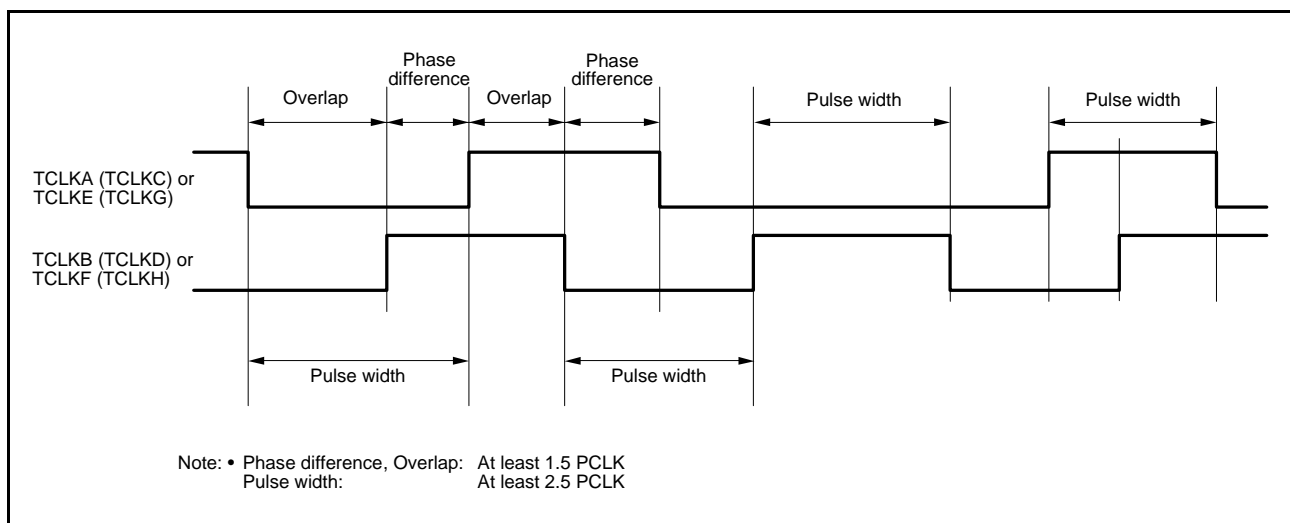 Phase
difference
Phase
difference
Overlap
Overlap
Pulse width
Pulse width
TCLKA (TCLKC) or
TCLKE (TCLKG)
TCLKB (TCLKD) or
TCLKF (TCLKH)
Pulse width
Pulse width
Note: • Phase difference, Overlap: At least 1.5 PCLK
Pulse width: At least 2.5 PCLK